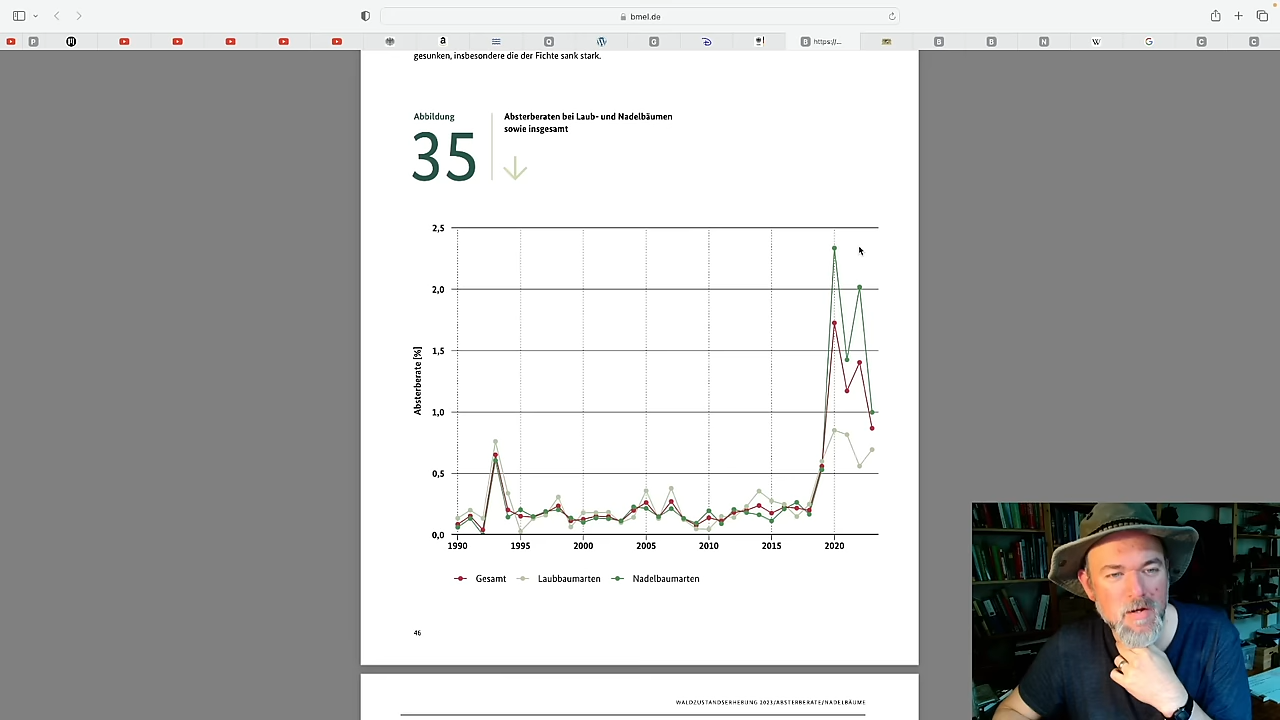 bmel.de
https://...
gesunken, insbesondere die der Fichte sank stark.
Abbildung
35
Absterberaten bei Laub- und Nadelbäumen
sowie insgesamt
Absterberate [%]
2,5
2,0
1,5
1,0
0,5
0,0
1990 1995 2000 2005 2010 2015 2020
Gesamt Laubbaumarten Nadelbaumarten
46
WALDZUSTANDSERHEBUNG 2023/ABSTERBERATE/NADELBÄUME